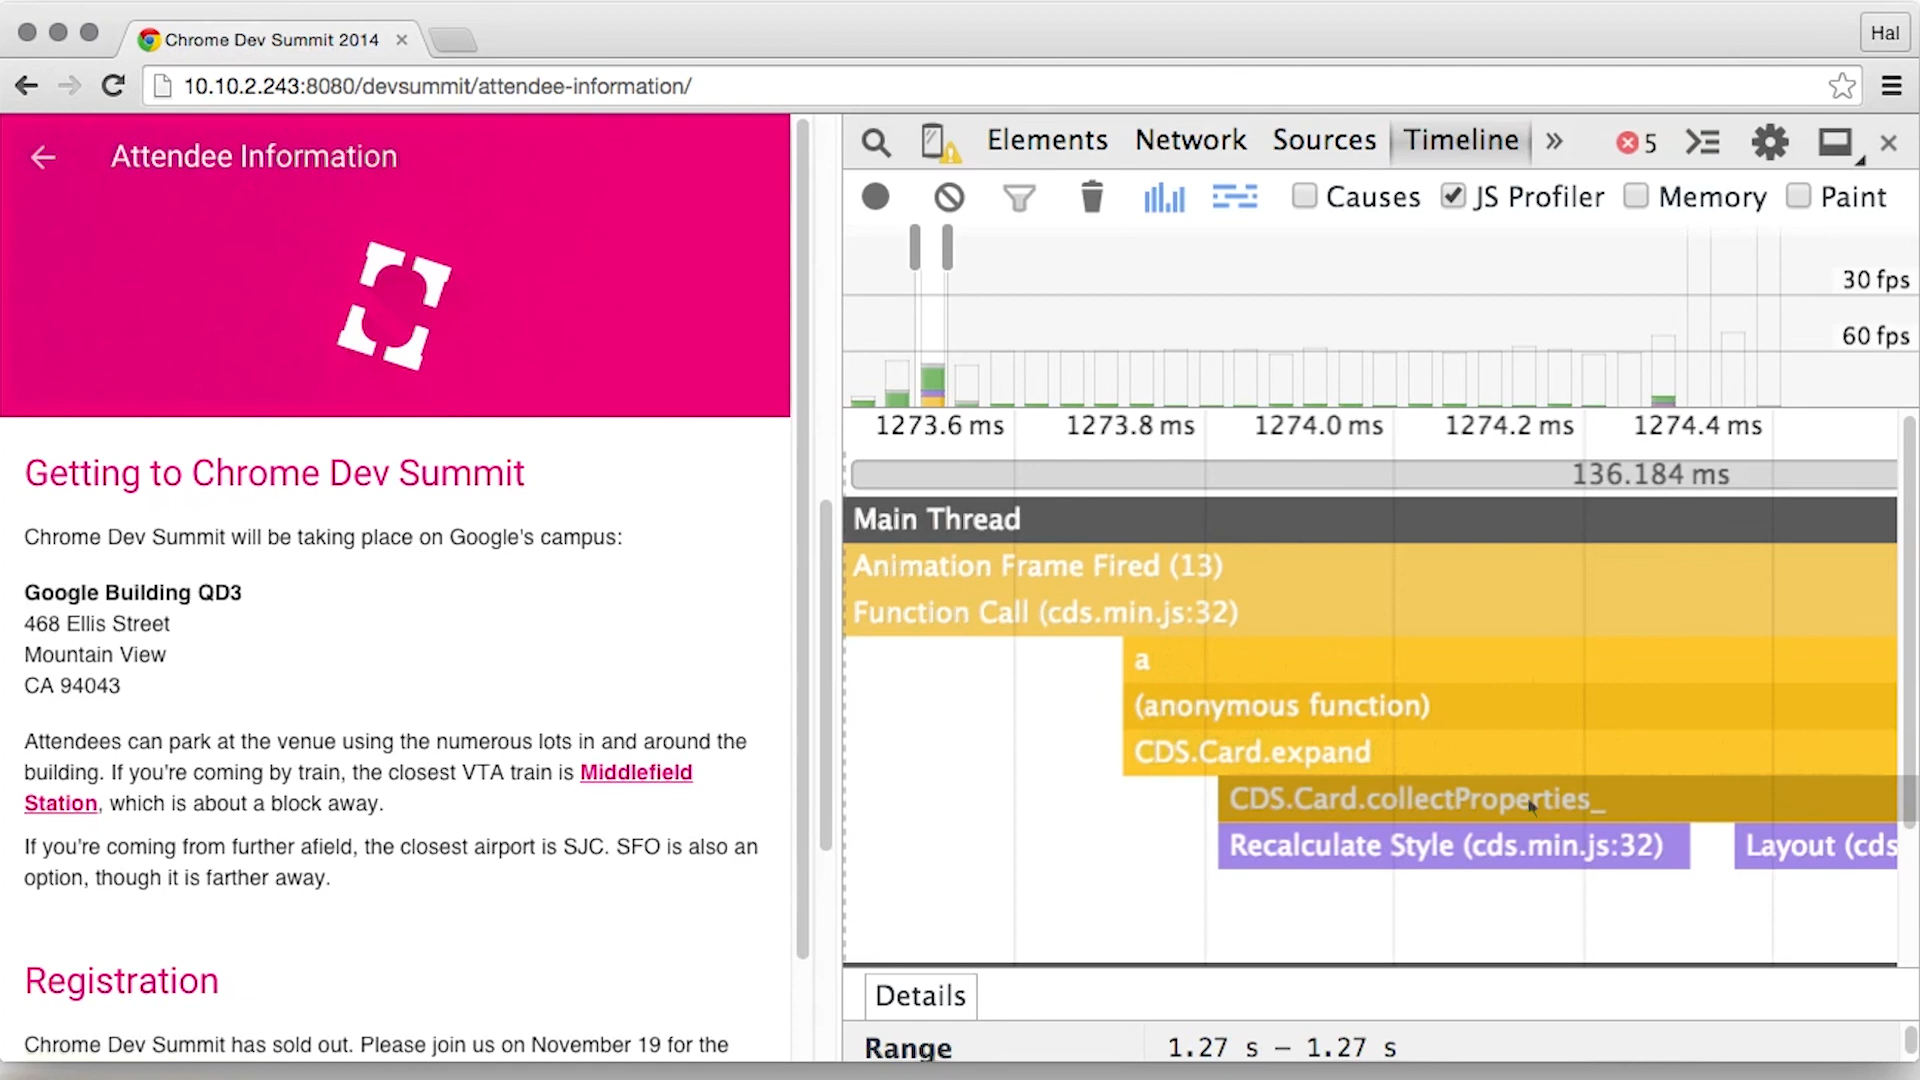 Chrome Dev Summit 2014
Hal
10.10.2.243:8080/devsummit/attendee-information/
Attendee Information
Getting to Chrome Dev Summit
Chrome Dev Summit will be taking place on Google's campus:
Google Building QD3
468 Ellis Street
Mountain View
CA 94043
Attendees can park at the venue using the numerous lots in and around the
building. If you're coming by train, the closest VTA train is Middlefield
Station, which is about a block away.
If you're coming from further afield, the closest airport is SJC. SFO is also an
option, though it is farther away.
Registration
Chrome Dev Summit has sold out. Please join us on November 19 for the
Elements Network Sources Timeline » 5
Causes JS Profiler Memory Paint
30 fps
60 fps
1273.6 ms 1273.8 ms 1274.0 ms 1274.2 ms 1274.4 ms
136.184 ms
Main Thread
Animation Frame Fired (13)
Function Call (cds.min.js:32)
a
(anonymous function)
CDS.Card.expand
CDS.Card.collectProperties_
Recalculate Style (cds.min.js:32) Layout (cds
Details
Range 1.27 s – 1.27 s